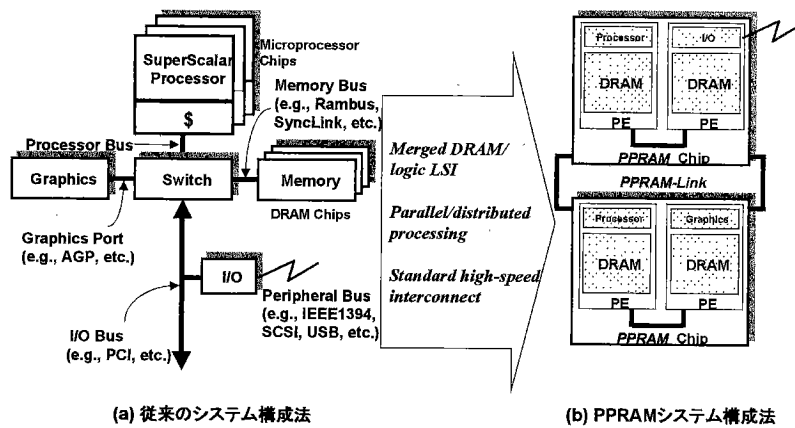 Microprocessor
Chips
SuperScalar
Processor
$
Memory Bus
(e.g., Rambus,
SyncLink, etc.)
Processor Bus
Graphics
Switch
Memory
DRAM Chips
Graphics Port
(e.g., AGP, etc.)
I/O
Peripheral Bus
(e.g., IEEE1394,
SCSI, USB, etc.)
I/O Bus
(e.g., PCI, etc.)
(a) 従来のシステム構成法
Merged DRAM/
logic LSI
Parallel/distributed
processing
Standard high-speed
interconnect
Processor
I/O
DRAM
DRAM
PE
PE
PPRAM Chip
PPRAM-Link
Processor
Graphics
DRAM
DRAM
PE
PE
PPRAM Chip
(b) PPRAMシステム構成法